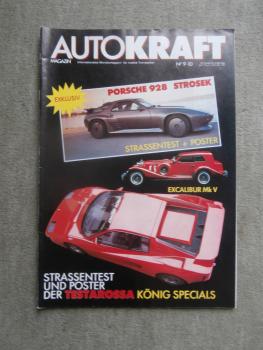 AUTOKRAFT
MAGAZIN
Nº 9-10
PORSCHE 928 STROSEK
EXKLUSIV
STRASSENTEST + POSTER
EXCALIBUR Mk V
STRASSENTEST
UND POSTER
DER TESTAROSSA KÖNIG SPECIALS